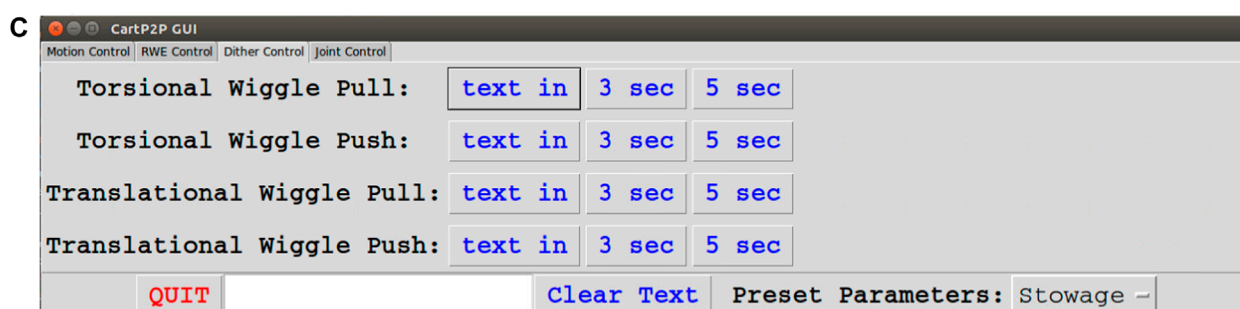 C
CartP2P GUI
Motion Control RWE Control Dither Control Joint Control
Torsional Wiggle Pull: text in 3 sec 5 sec
Torsional Wiggle Push: text in 3 sec 5 sec
Translational Wiggle Pull: text in 3 sec 5 sec
Translational Wiggle Push: text in 3 sec 5 sec
QUIT Clear Text Preset Parameters: Stowage